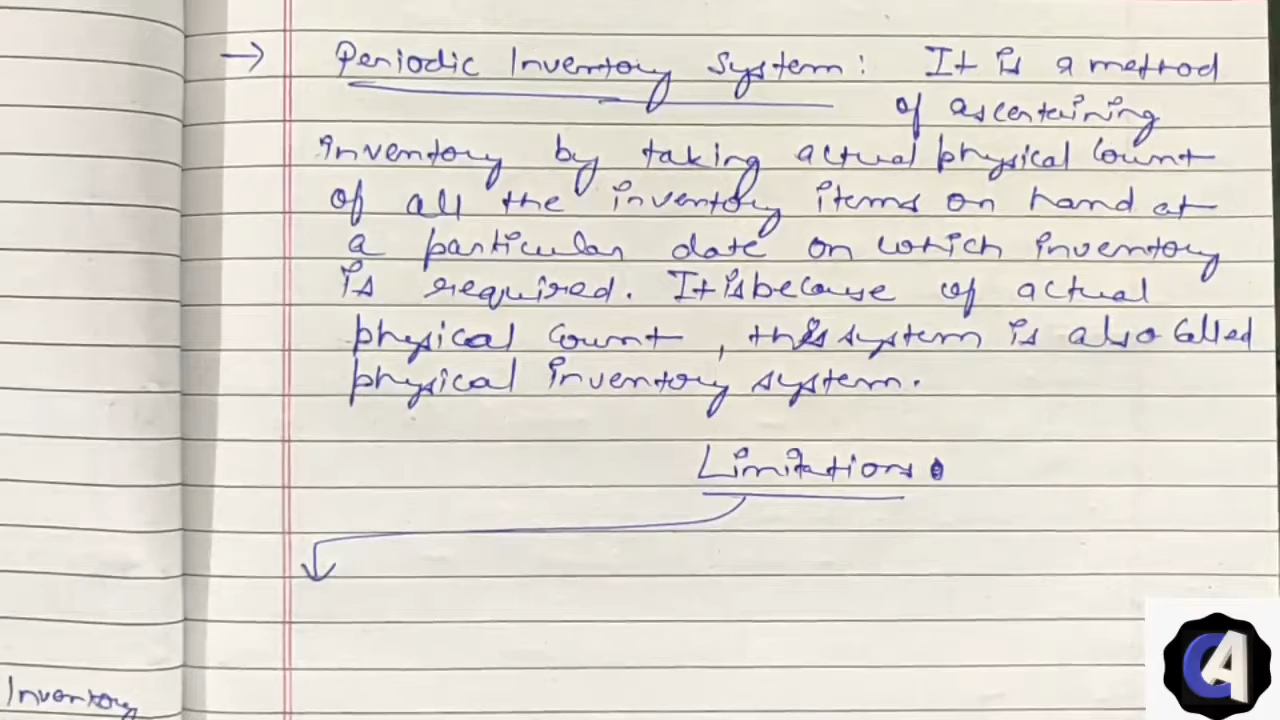 → Periodic Inventory System: It is a method
of ascertaining
inventory by taking actual physical count
of all the inventory items on hand at
a particular date on which inventory
is required. It is because of actual
physical count, this system is also called
physical inventory system.
Limitations
Inventory
CA